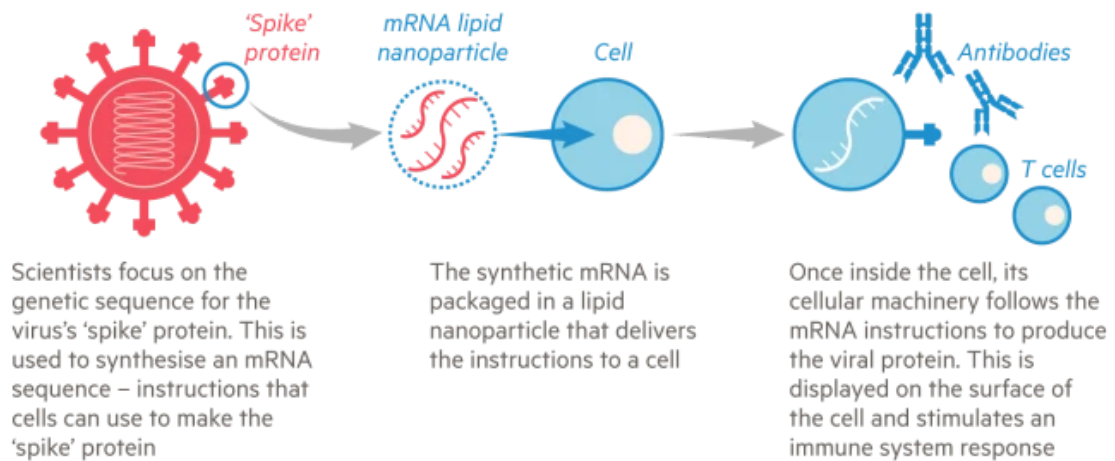 ‘Spike’
protein
mRNA lipid
nanoparticle
Cell
Antibodies
T cells
Scientists focus on the
genetic sequence for the
virus’s ‘spike’ protein. This is
used to synthesise an mRNA
sequence – instructions that
cells can use to make the
‘spike’ protein
The synthetic mRNA is
packaged in a lipid
nanoparticle that delivers
the instructions to a cell
Once inside the cell, its
cellular machinery follows the
mRNA instructions to produce
the viral protein. This is
displayed on the surface of
the cell and stimulates an
immune system response